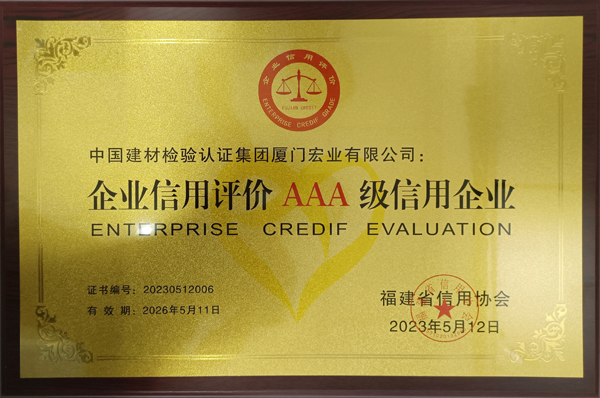 企业信用评价
FUJIAN CREDIT
ENTERPRISE CREDIF GRADE
中国建材检验认证集团厦门宏业有限公司：
企业信用评价 AAA 级信用企业
ENTERPRISE CREDIF EVALUATION
证书编号：20230512006
有效期：2026年5月11日
福建省信用协会
2023年5月12日